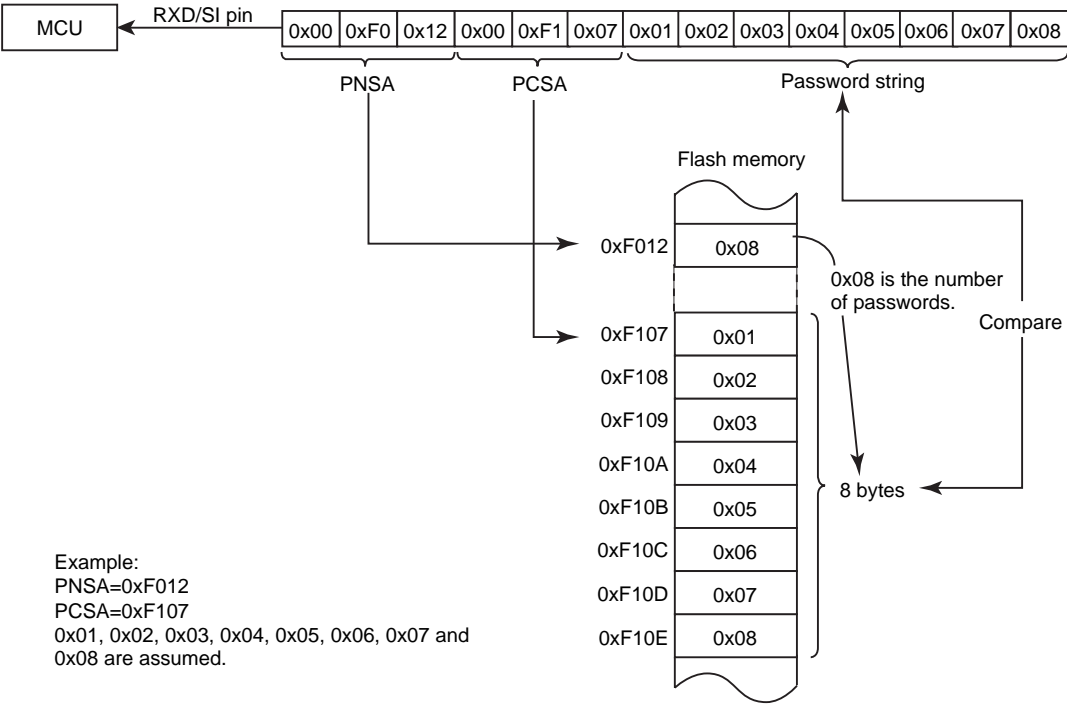 MCU
RXD/SI pin
0x00 0xF0 0x12 0x00 0xF1 0x07 0x01 0x02 0x03 0x04 0x05 0x06 0x07 0x08
PNSA
PCSA
Password string
Flash memory
0xF012 0x08
0x08 is the number
of passwords.
Compare
0xF107 0x01
0xF108 0x02
0xF109 0x03
0xF10A 0x04
0xF10B 0x05
0xF10C 0x06
0xF10D 0x07
0xF10E 0x08
8 bytes
Example:
PNSA=0xF012
PCSA=0xF107
0x01, 0x02, 0x03, 0x04, 0x05, 0x06, 0x07 and
0x08 are assumed.